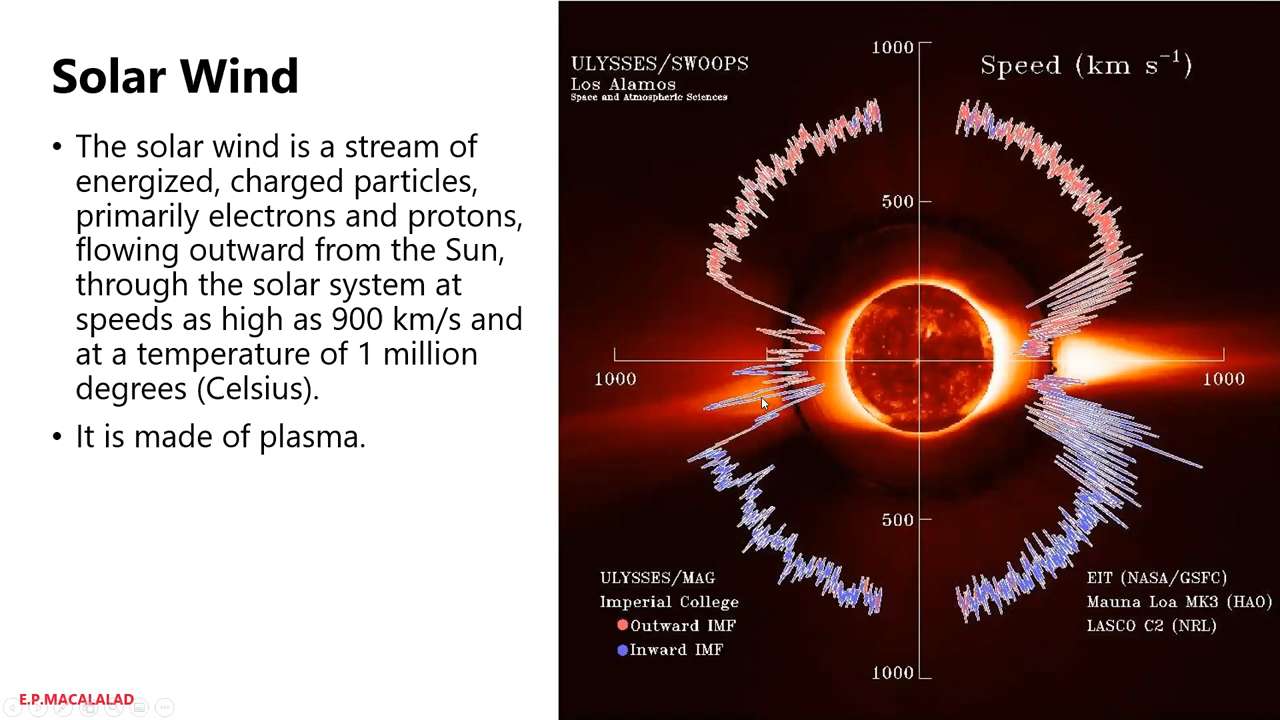 Solar Wind
• The solar wind is a stream of
energized, charged particles,
primarily electrons and protons,
flowing outward from the Sun,
through the solar system at
speeds as high as 900 km/s and
at a temperature of 1 million
degrees (Celsius).
• It is made of plasma.
E.P.MACALALAD
ULYSSES/SWOOPS
Los Alamos
Space and Atmospheric Sciences
Speed (km s⁻¹)
1000
500
1000
1000
500
1000
ULYSSES/MAG
Imperial College
Outward IMF
Inward IMF
EIT (NASA/GSFC)
Mauna Loa MK3 (HAO)
LASCO C2 (NRL)